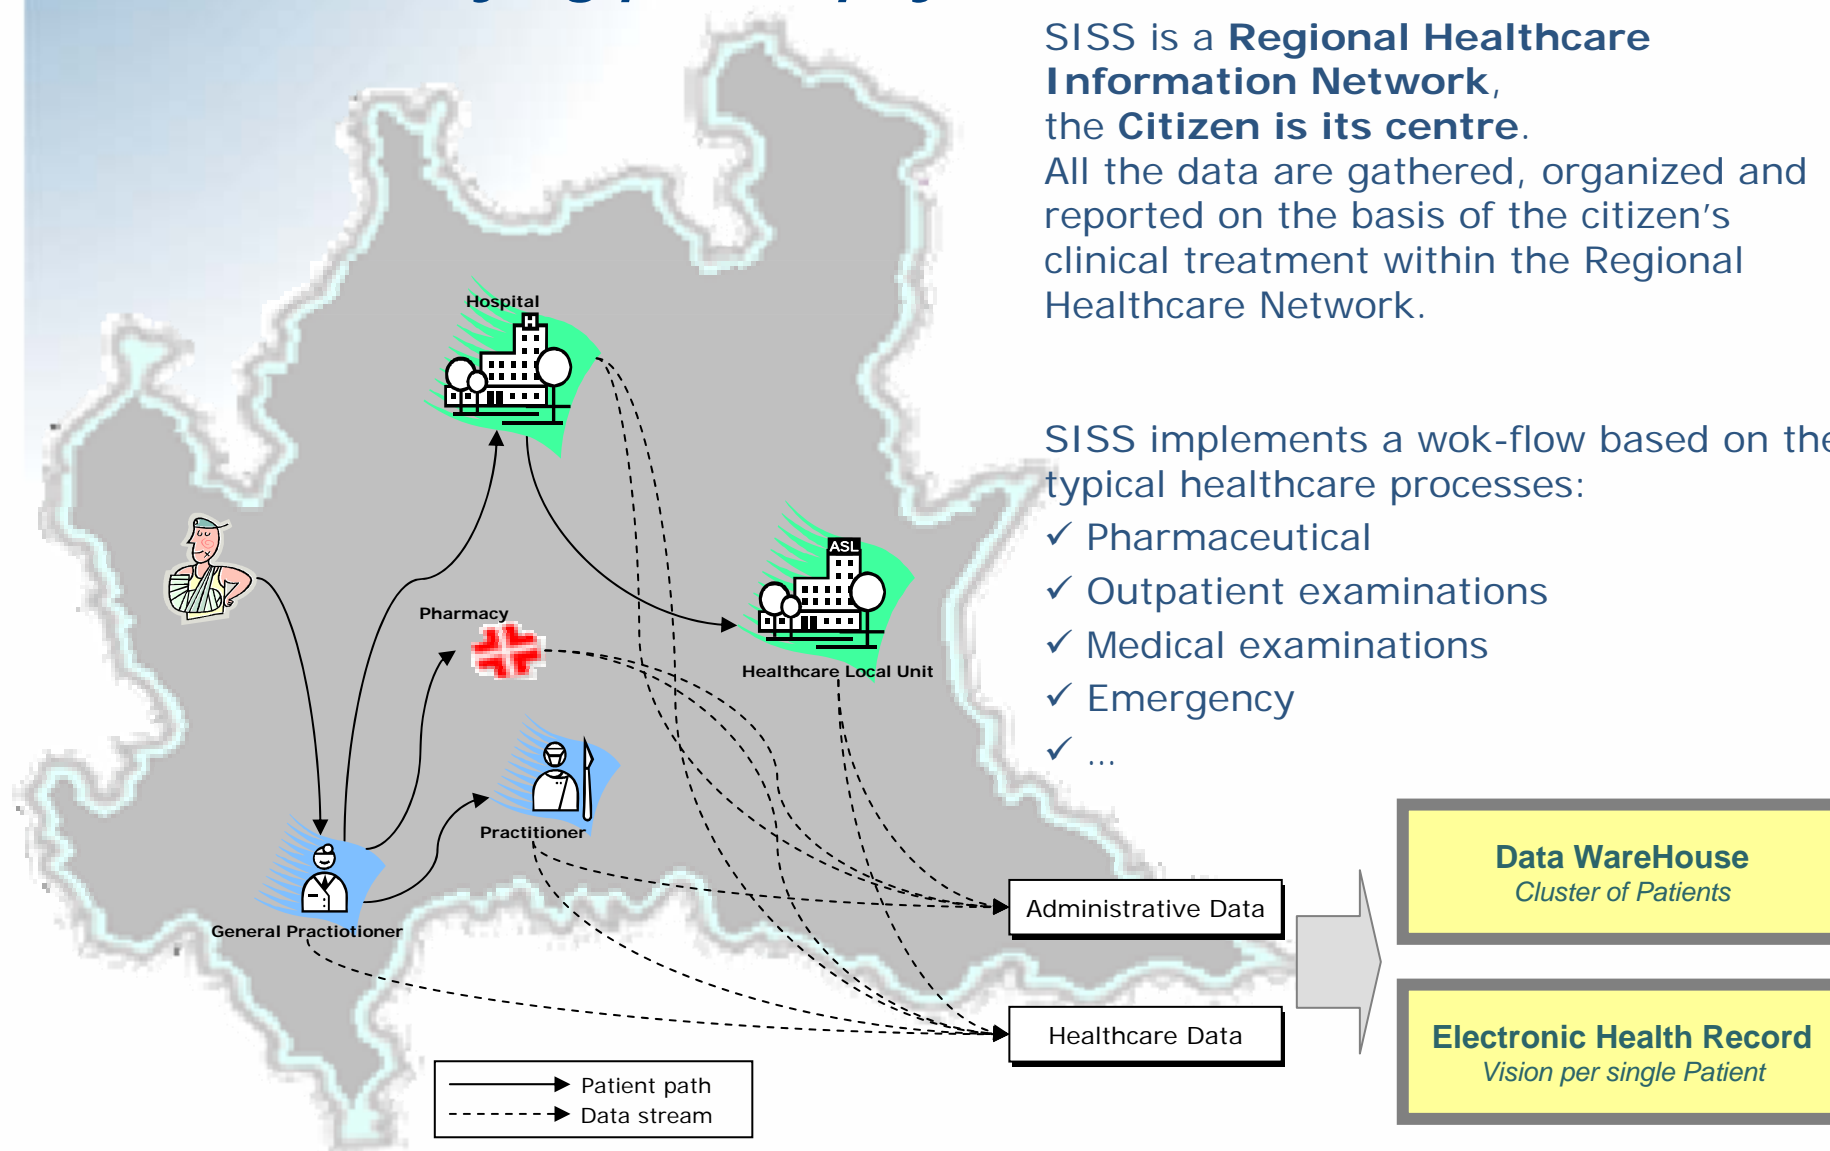 SISS is a Regional Healthcare
Information Network,
the Citizen is its centre.
All the data are gathered, organized and
reported on the basis of the citizen's
clinical treatment within the Regional
Healthcare Network.
SISS implements a wok-flow based on the
typical healthcare processes:
✓ Pharmaceutical
✓ Outpatient examinations
✓ Medical examinations
✓ Emergency
✓ ...
Hospital
H
ASL
Pharmacy
Healthcare Local Unit
Practitioner
General Practiotioner
Administrative Data
Healthcare Data
Data WareHouse
Cluster of Patients
Electronic Health Record
Vision per single Patient
Patient path
Data stream